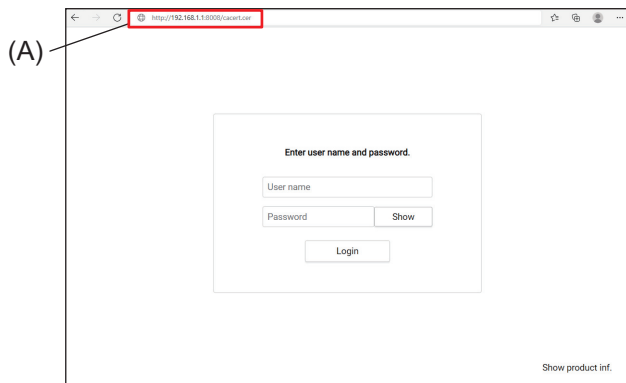 (A)
http://192.168.1.1:8008/cacert.cer
Enter user name and password.
User name
Password Show
Login
Show product inf.